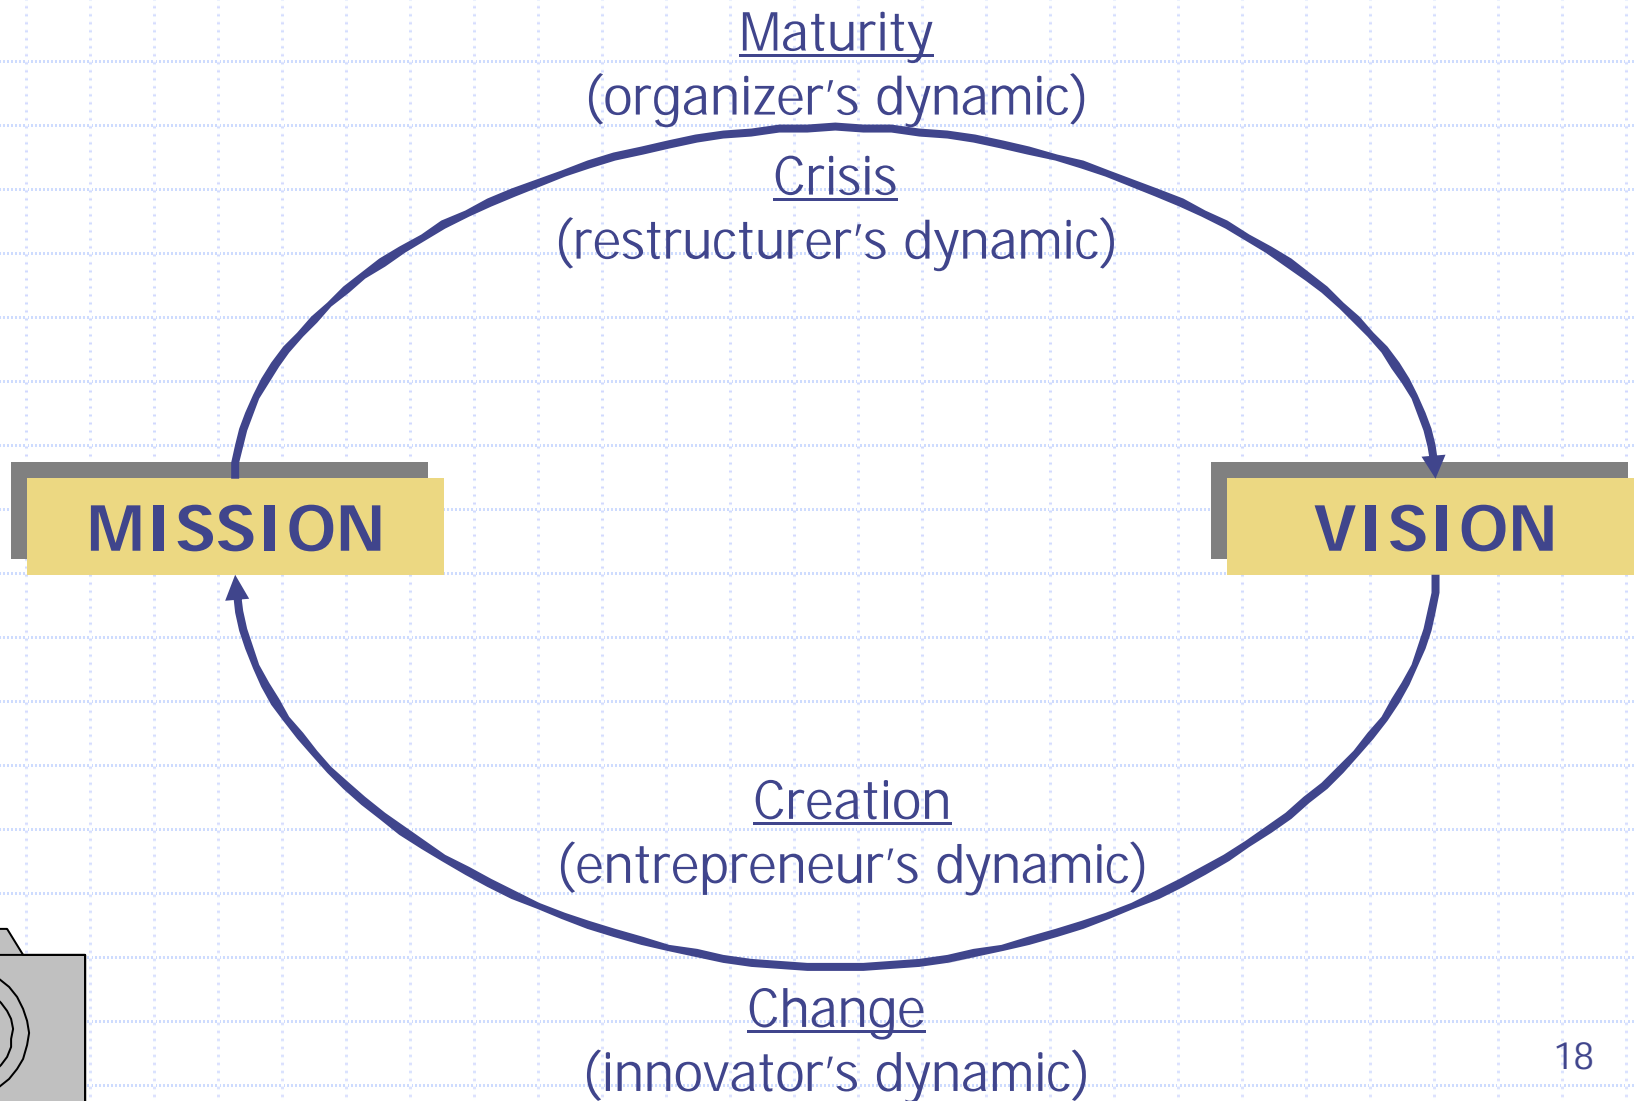 Maturity
(organizer's dynamic)
Crisis
(restructurer's dynamic)
MISSION
VISION
Creation
(entrepreneur's dynamic)
Change
(innovator's dynamic)
18